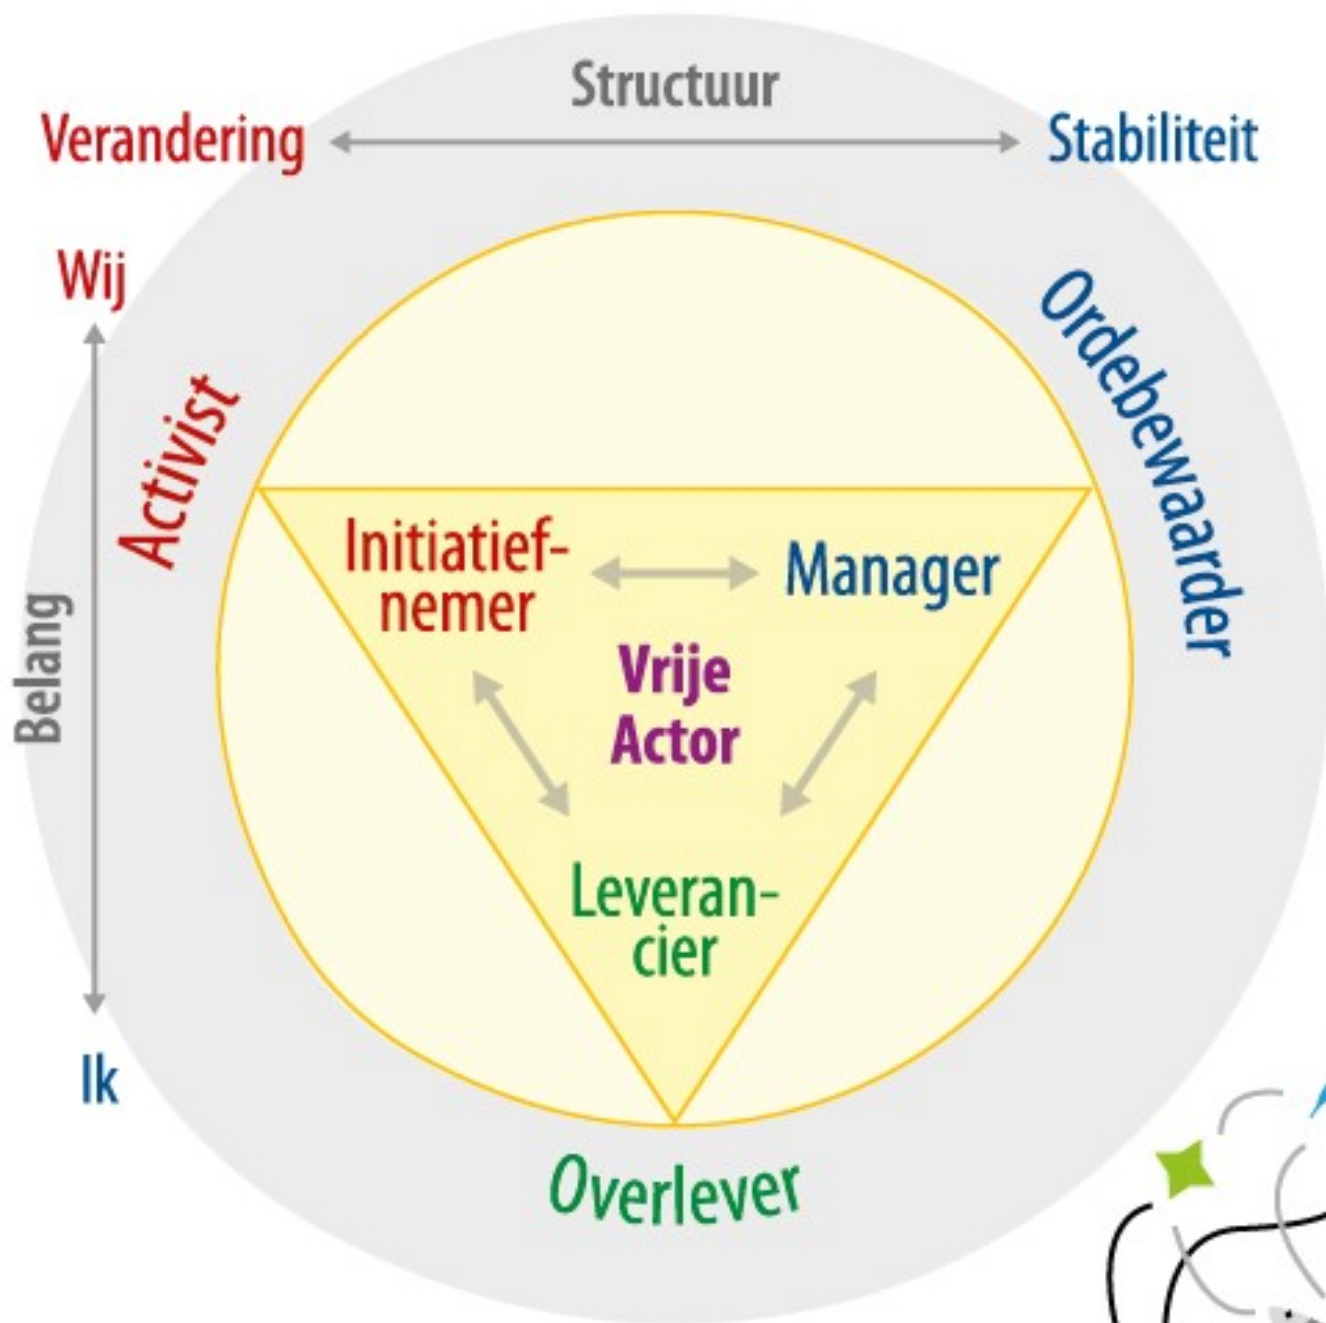 Structuur
Verandering
Stabiliteit
Wij
Activist
Ordebewaarder
Belang
Initiatief-
nemer
Manager
Vrije
Actor
Leveran-
cier
Ik
Overlever